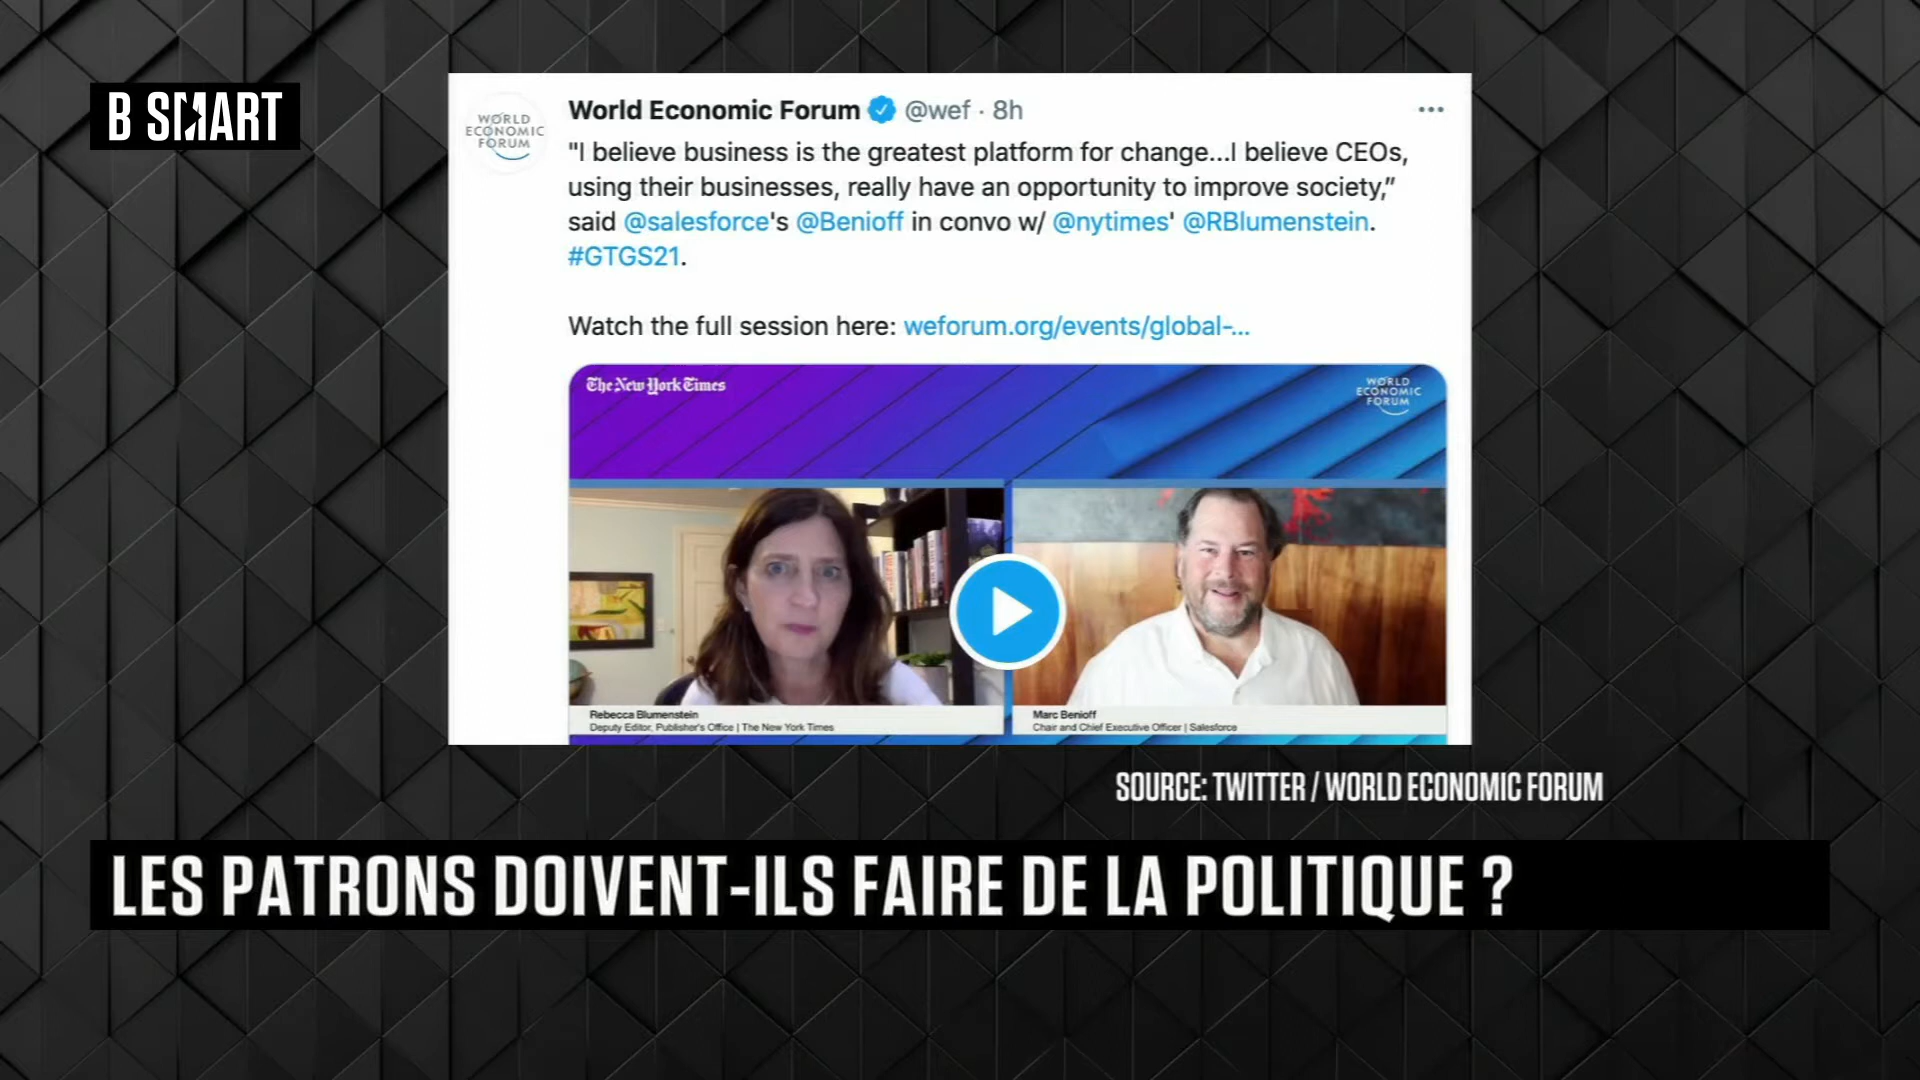 B SMART
WORLD
ECONOMIC
FORUM
World Economic Forum @wef · 8h
"I believe business is the greatest platform for change...I believe CEOs,
using their businesses, really have an opportunity to improve society,”
said @salesforce's @Benioff in convo w/ @nytimes' @RBlumenstein.
#GTGS21.
Watch the full session here: weforum.org/events/global-...
The New York Times
WORLD
ECONOMIC
FORUM
Rebecca Blumenstein
Deputy Editor, Publisher's Office | The New York Times
Marc Benioff
Chair and Chief Executive Officer | Salesforce
SOURCE: TWITTER / WORLD ECONOMIC FORUM
LES PATRONS DOIVENT-ILS FAIRE DE LA POLITIQUE ?